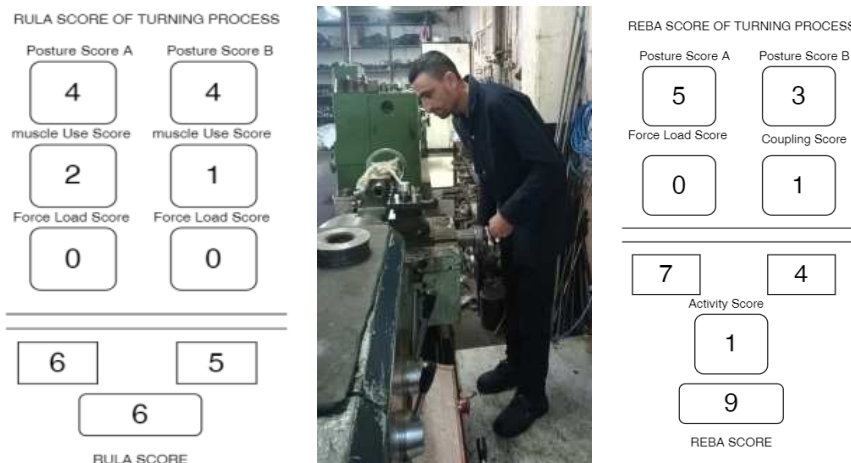 RULA SCORE OF TURNING PROCESS
Posture Score A Posture Score B
4 4
muscle Use Score muscle Use Score
2 1
Force Load Score Force Load Score
0 0
6 5
6
RULA SCORE
REBA SCORE OF TURNING PROCESS
Posture Score A Posture Score B
5 3
Force Load Score Coupling Score
0 1
7 4
Activity Score
1
9
REBA SCORE